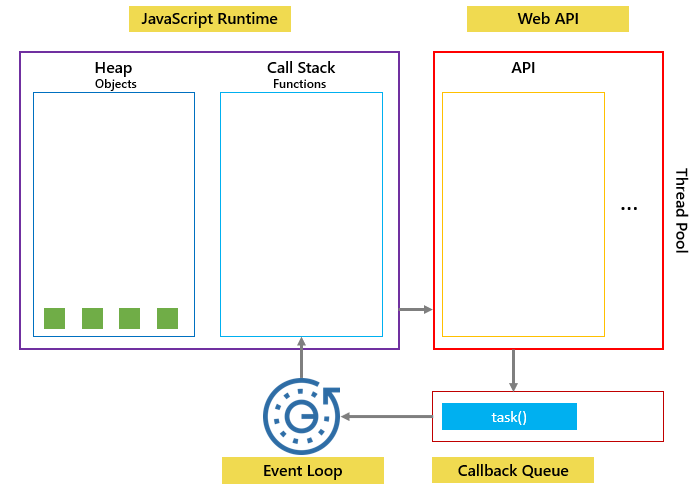 JavaScript Runtime
Web API
Heap
Objects
Call Stack
Functions
API
...
Thread Pool
task()
Event Loop
Callback Queue